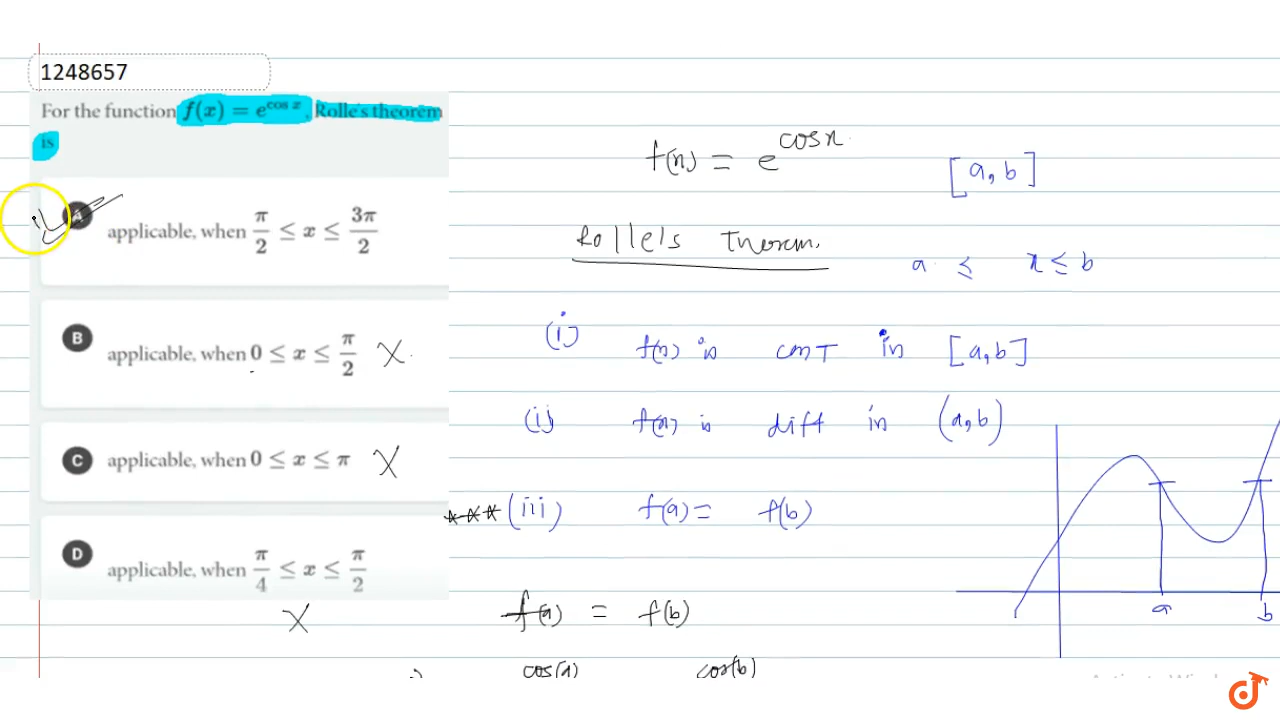 1248657
For the function f(x) = e^{cos x}, Rolle's theorem
is
A
applicable, when π/2 ≤ x ≤ 3π/2
B
applicable, when 0 ≤ x ≤ π/2 X
C
applicable, when 0 ≤ x ≤ π X
D
applicable, when π/4 ≤ x ≤ π/2
X
f(x) = e^{cos x}
[a, b]
Rolle's Theorem.
a ≤ x ≤ b
(i) f(x) is cont in [a, b]
(i) f(x) is diff in (a, b)
*** (iii) f(a) = f(b)
f(a) = f(b)
cos(a) cos(b)
a b